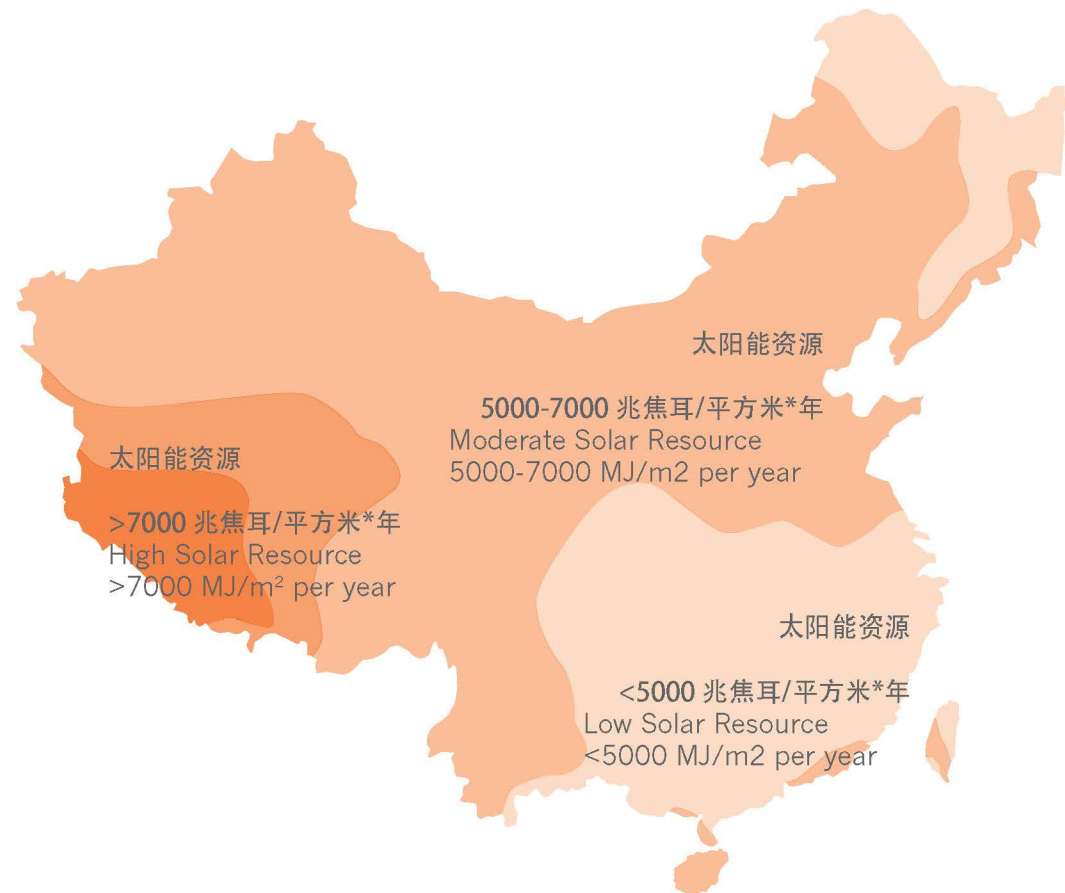 太阳能资源
5000-7000 兆焦耳/平方米*年
Moderate Solar Resource
5000-7000 MJ/m2 per year
太阳能资源
>7000 兆焦耳/平方米*年
High Solar Resource
>7000 MJ/m² per year
太阳能资源
<5000 兆焦耳/平方米*年
Low Solar Resource
<5000 MJ/m2 per year